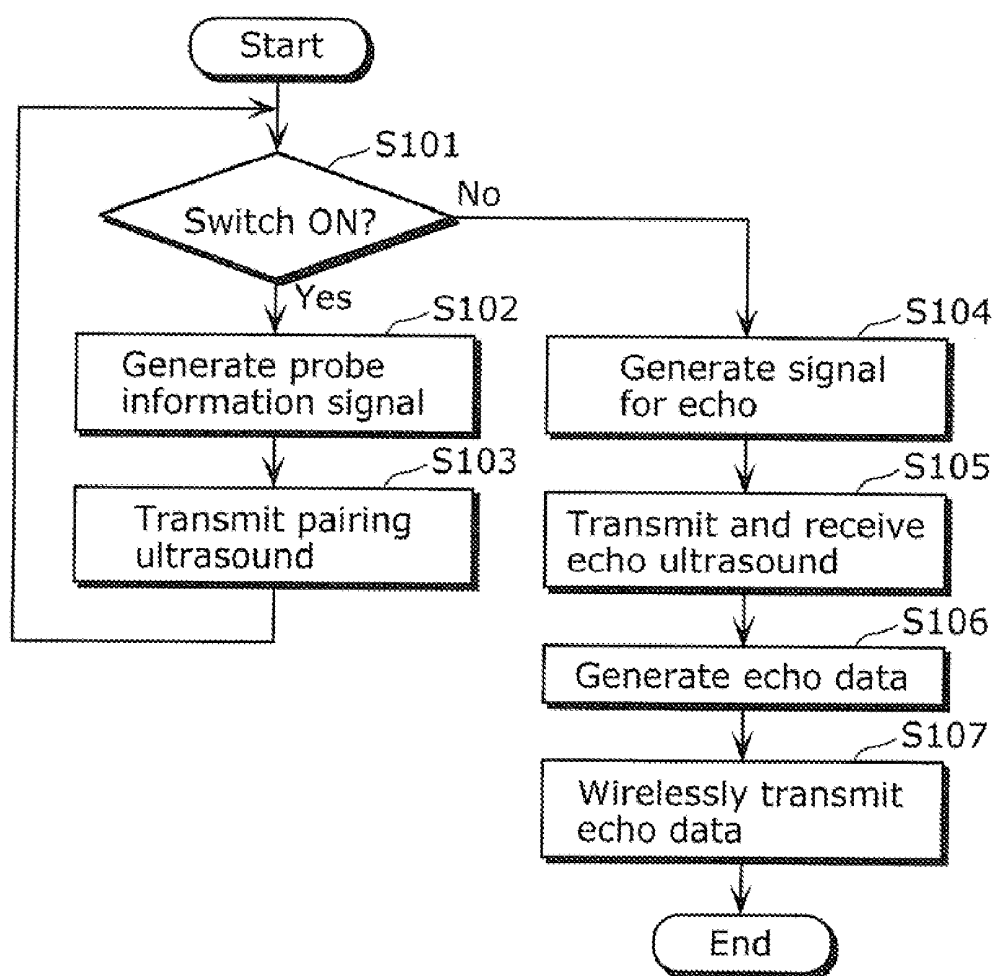 Start
S101
Switch ON?
No
Yes
S102
Generate probe
information signal
S103
Transmit pairing
ultrasound
S104
Generate signal
for echo
S105
Transmit and receive
echo ultrasound
S106
Generate echo data
S107
Wirelessly transmit
echo data
End